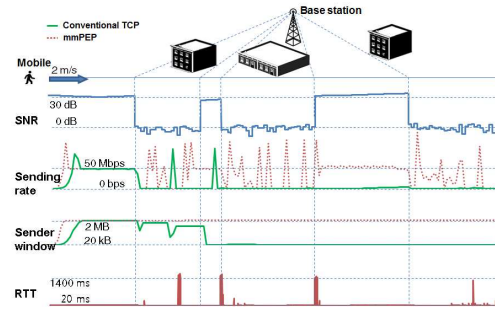 Conventional TCP
mmPEP
Base station
Mobile
2 m/s
SNR
30 dB
0 dB
Sending
rate
50 Mbps
0 bps
Sender
window
2 MB
20 kB
RTT
1400 ms
20 ms